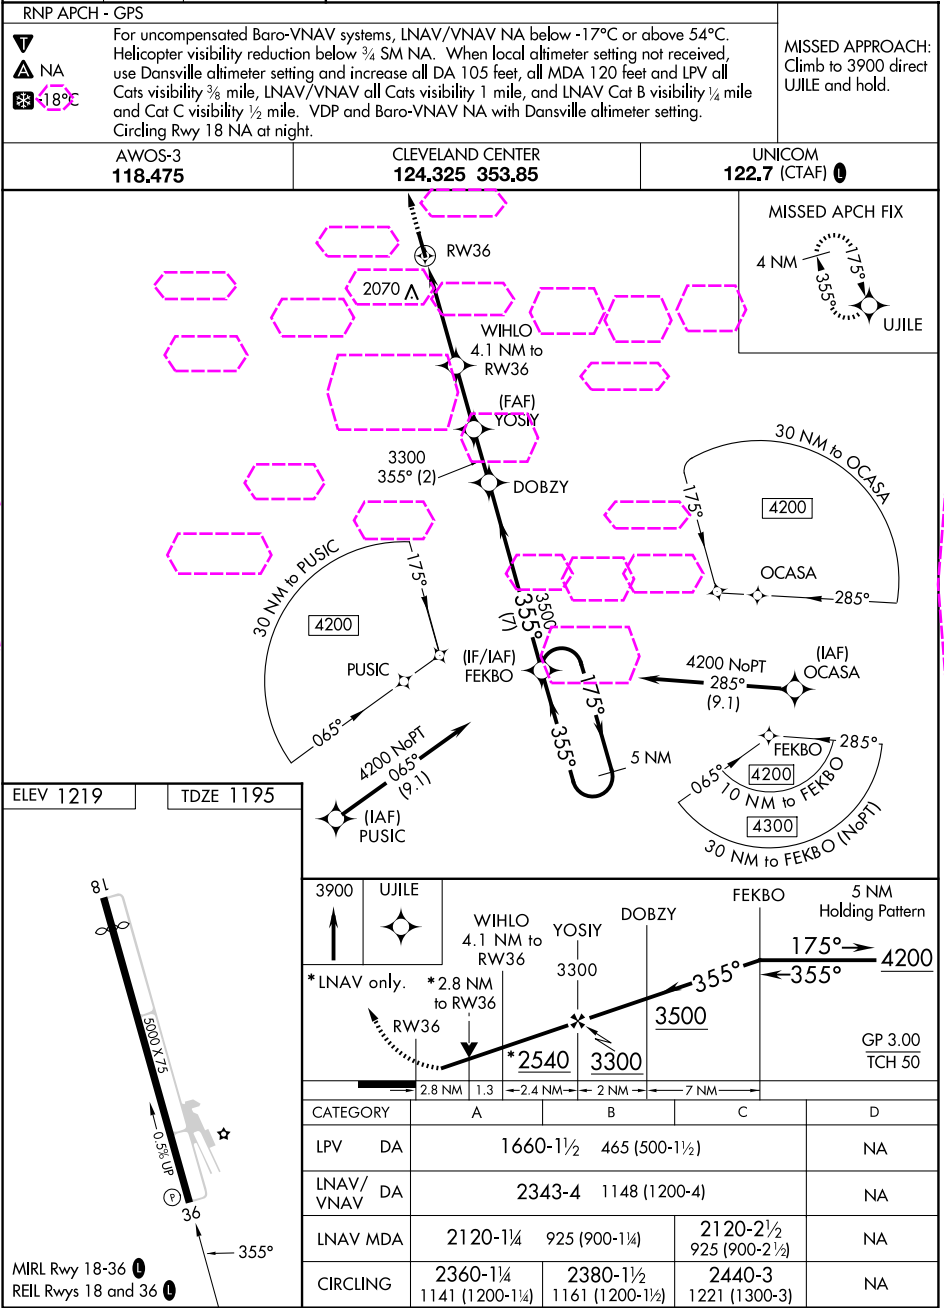 RNP APCH - GPS
T
A NA
-18°C
For uncompensated Baro-VNAV systems, LNAV/VNAV NA below -17°C or above 54°C.
Helicopter visibility reduction below ¾ SM NA. When local altimeter setting not received,
use Dansville altimeter setting and increase all DA 105 feet, all MDA 120 feet and LPV all
Cats visibility ⅜ mile, LNAV/VNAV all Cats visibility 1 mile, and LNAV Cat B visibility ¼ mile
and Cat C visibility ½ mile. VDP and Baro-VNAV NA with Dansville altimeter setting.
Circling Rwy 18 NA at night.
MISSED APPROACH:
Climb to 3900 direct
UJILE and hold.
AWOS-3
118.475
CLEVELAND CENTER
124.325 353.85
UNICOM
122.7 (CTAF) L
MISSED APCH FIX
4 NM
175°
355°
UJILE
RW36
2070
WIHLO
4.1 NM to
RW36
(FAF)
YOSIY
3300
355° (2)
DOBZY
30 NM to OCASA
175°
4200
OCASA
285°
30 NM to PUSIC
175°
4200
PUSIC
065°
3500
355°
(7)
(IF/IAF)
FEKBO
175°
355°
5 NM
4200 NoPT
285°
(9.1)
(IAF)
OCASA
4200 NoPT
065°
(9.1)
(IAF)
PUSIC
FEKBO
285°
065°
4200
10 NM to FEKBO
4300
30 NM to FEKBO (NoPT)
ELEV 1219
TDZE 1195
18
5000 X 75
0.5% UP
P
36
355°
MIRL Rwy 18-36 L
REIL Rwys 18 and 36 L
3900
UJILE
*LNAV only.
*2.8 NM
to RW36
RW36
WIHLO
4.1 NM to
RW36
YOSIY
3300
DOBZY
FEKBO
5 NM
Holding Pattern
175°
355°
4200
355°
3500
*2540
3300
GP 3.00
TCH 50
2.8 NM
1.3
2.4 NM
2 NM
7 NM
CATEGORY A B C D
LPV DA 1660-1½ 465 (500-1½) NA
LNAV/
VNAV DA 2343-4 1148 (1200-4) NA
LNAV MDA 2120-1¼ 925 (900-1¼) 2120-2½
925 (900-2½) NA
CIRCLING 2360-1¼ 2380-1½ 2440-3 NA
1141 (1200-1¼) 1161 (1200-1½) 1221 (1300-3)